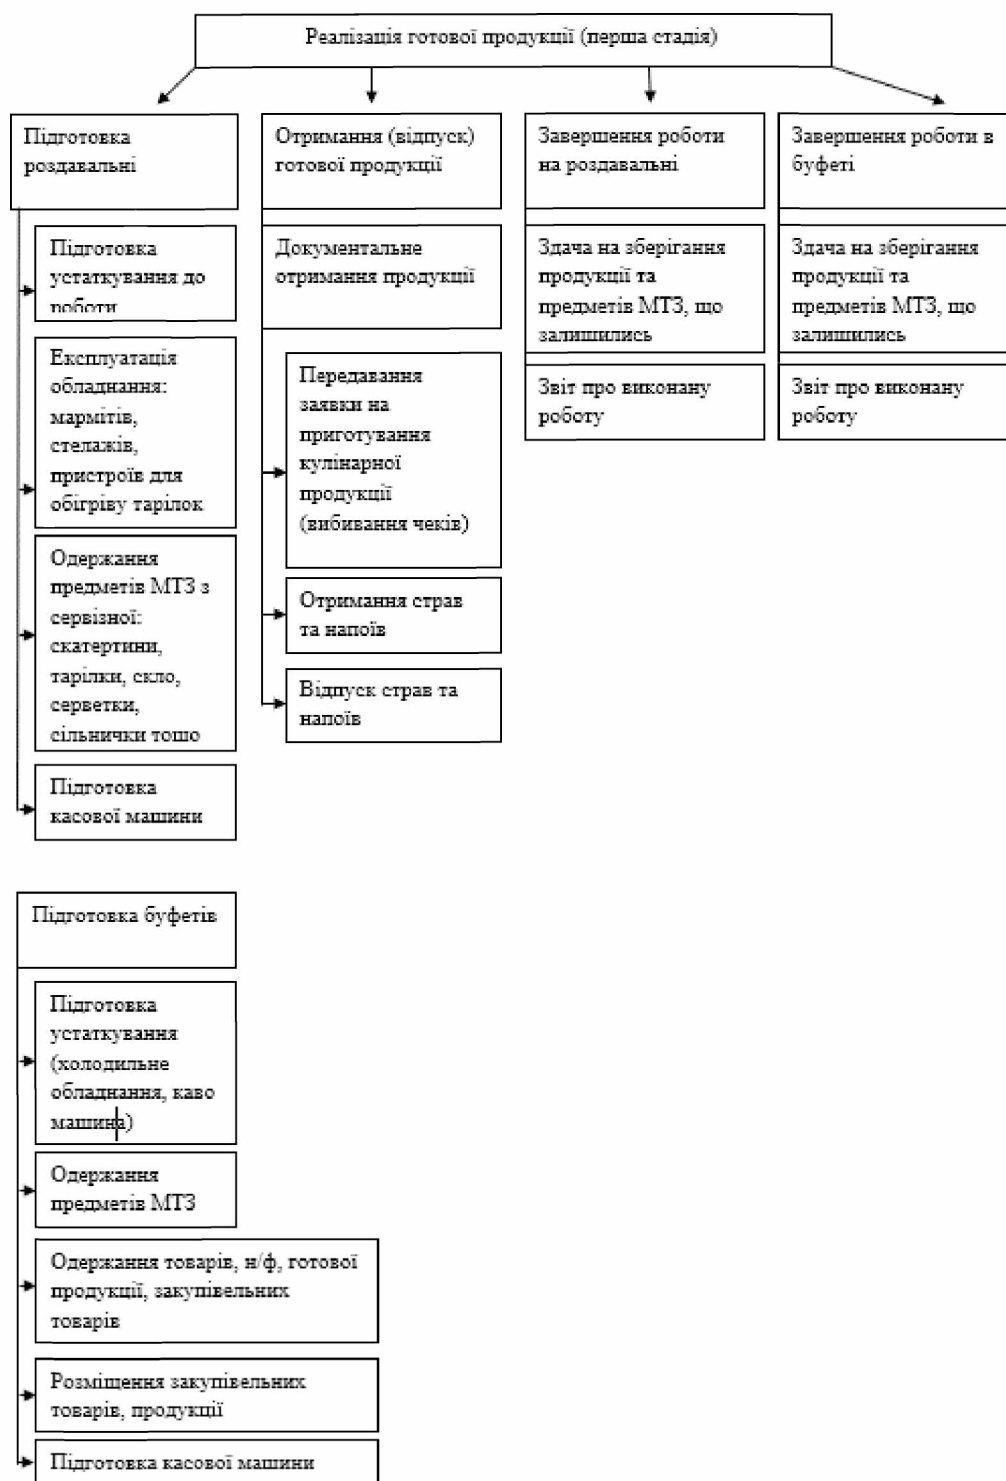 Реалізація готової продукції (перша стадія)
Підготовка
роздавальні
Підготовка
устаткування до
роботи
Експлуатація
обладнання:
мармітів,
стелажів,
пристроїв для
обігріву тарілок
Одержання
предметів МТЗ з
сервізної:
скатертини,
тарілки, скло,
серветки,
сільнички тошо
Підготовка
касової машини
Отримання (відпуск)
готової продукції
Документальне
отримання продукції
Передавання
заявки на
приготування
кулінарної
продукції
(вибивання чеків)
Отримання страв
та напоїв
Відпуск страв та
напоїв
Завершення роботи
на роздавальні
Здача на зберігання
продукції та
предметів МТЗ, що
залишились
Звіт про виконану
роботу
Завершення роботи в
буфеті
Здача на зберігання
продукції та
предметів МТЗ, що
залишились
Звіт про виконану
роботу
Підготовка буфетів
Підготовка
устаткування
(холодильне
обладнання, каво
машина)
Одержання
предметів МТЗ
Одержання товарів, н/ф, готової
продукції, закупівельних
товарів
Розміщення закупівельних
товарів, продукції
Підготовка касової машини